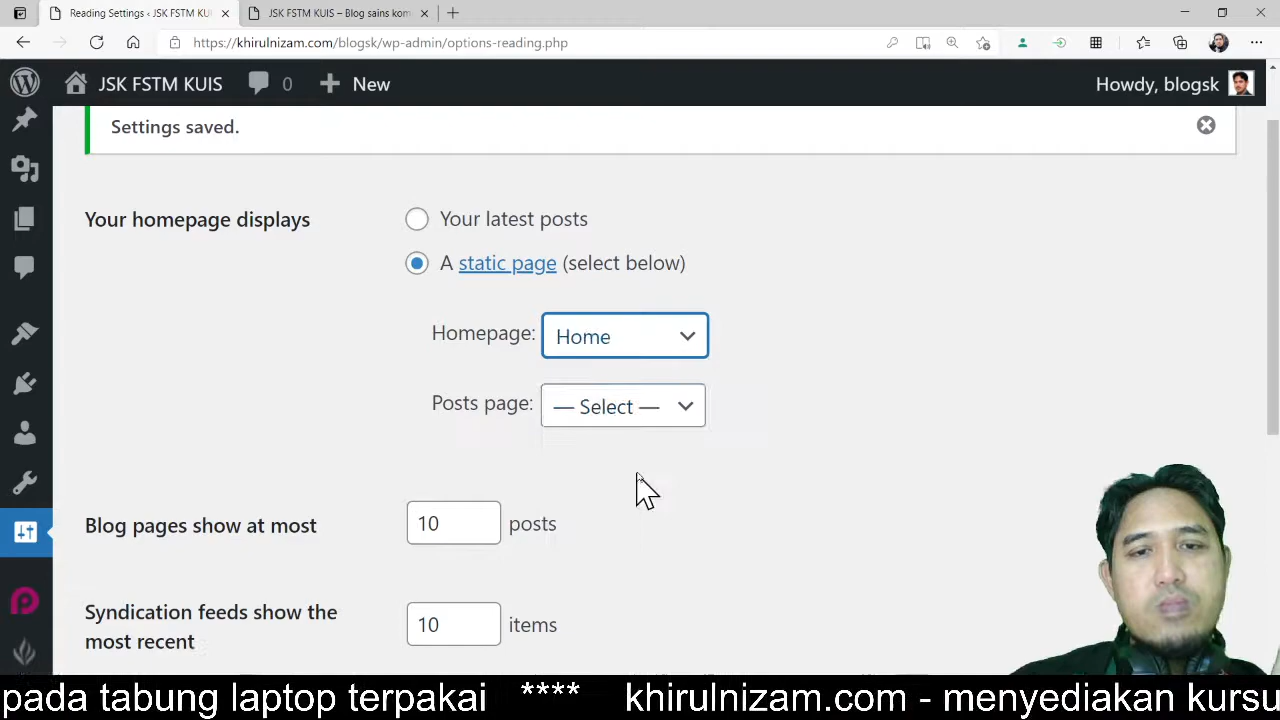 Reading Settings ‹ JSK FSTM KUI
JSK FSTM KUIS – Blog sains kom
https://khirulnizam.com/blogsk/wp-admin/options-reading.php
JSK FSTM KUIS
0
New
Howdy, blogsk
Settings saved.
Your homepage displays
Your latest posts
A static page (select below)
Homepage: Home
Posts page: — Select —
Blog pages show at most
10 posts
Syndication feeds show the
most recent
10 items
pada tabung laptop terpakai **** khirulnizam.com - menyediakan kursu